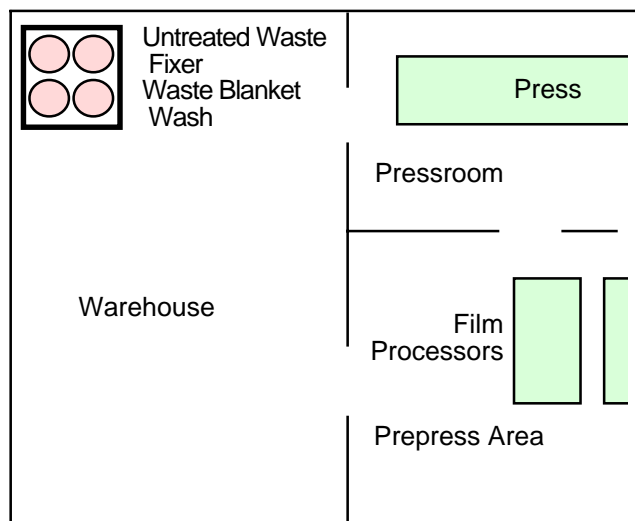 Untreated Waste
Fixer
Waste Blanket
Wash
Press
Pressroom
Warehouse
Film
Processors
Prepress Area